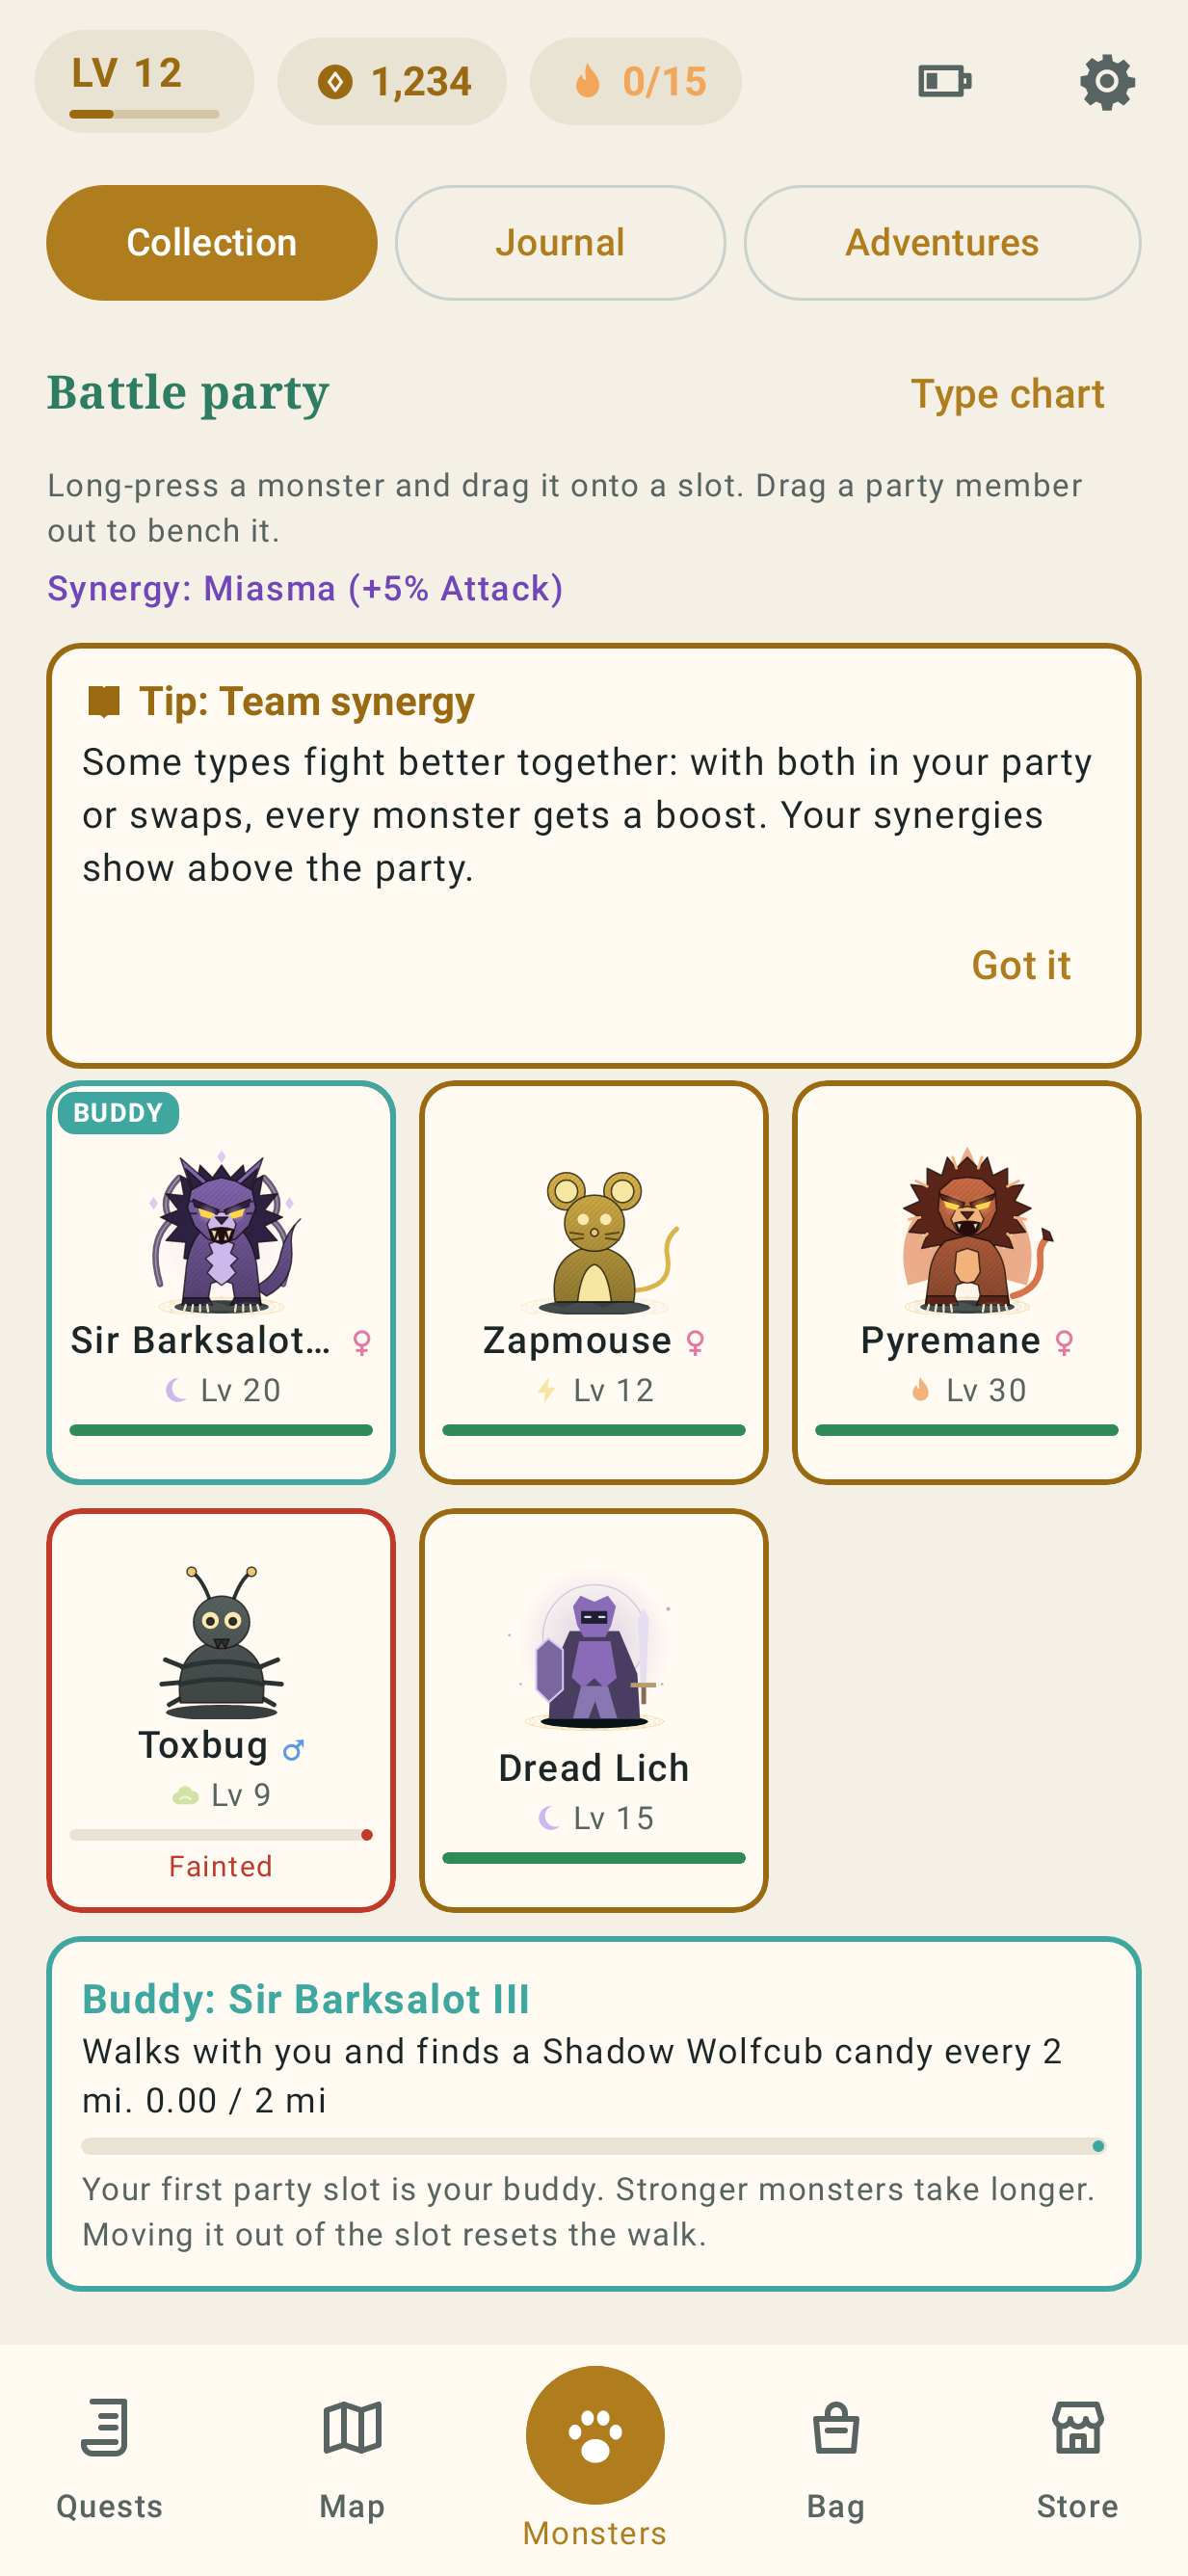 LV 12
1,234
0/15
Collection
Journal
Adventures
Battle party
Type chart
Long-press a monster and drag it onto a slot. Drag a party member
out to bench it.
Synergy: Miasma (+5% Attack)
Tip: Team synergy
Some types fight better together: with both in your party
or swaps, every monster gets a boost. Your synergies
show above the party.
Got it
BUDDY
Sir Barksalot… ♀
Lv 20
Zapmouse ♀
Lv 12
Pyremane ♀
Lv 30
Toxbug ♂
Lv 9
Fainted
Dread Lich
Lv 15
Buddy: Sir Barksalot III
Walks with you and finds a Shadow Wolfcub candy every 2
mi. 0.00 / 2 mi
Your first party slot is your buddy. Stronger monsters take longer.
Moving it out of the slot resets the walk.
Quests
Map
Monsters
Bag
Store